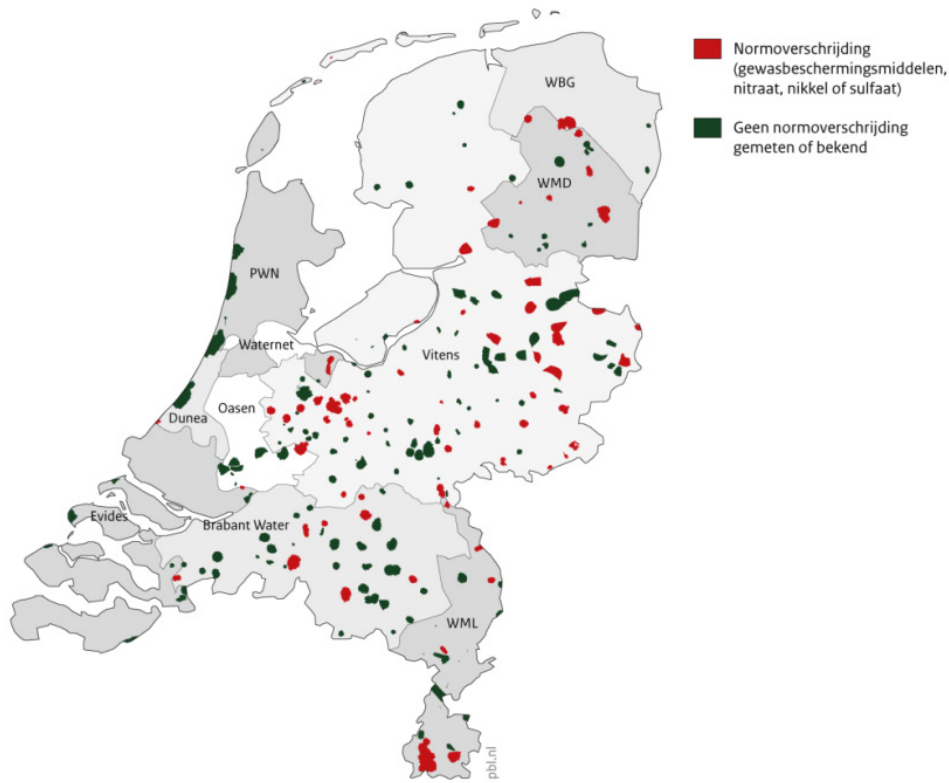 Normoverschrijding
(gewasbeschermingsmiddelen,
nitraat, nikkel of sulfaat)
Geen normoverschrijding
gemeten of bekend
WBG
WMD
PWN
Waternet
Vitens
Oasen
Dunea
Evides
Brabant Water
WML
pbl.nl